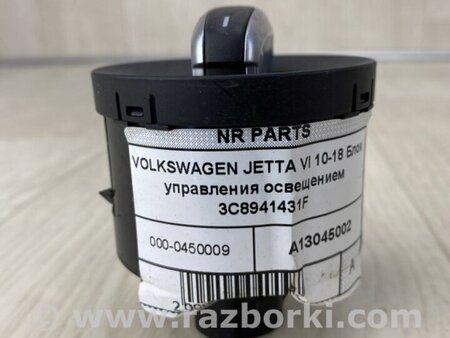 NR PARTS
VOLKSWAGEN JETTA VI 10-18 Блок
управления освещением
3C8941431F
000-0450009
A13045002
A
www.razborki.com